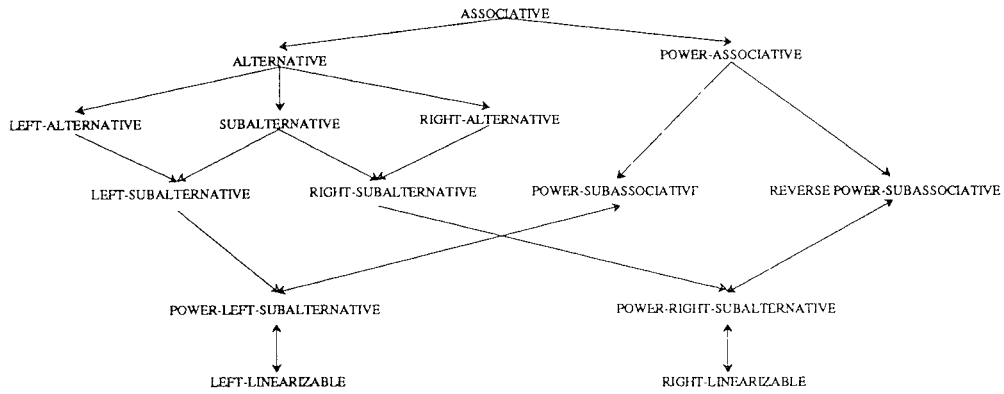 ASSOCIATIVE
ALTERNATIVE
POWER-ASSOCIATIVE
LEFT-ALTERNATIVE
SUBALTERNATIVE
RIGHT-ALTERNATIVE
LEFT-SUBALTERNATIVE
RIGHT-SUBALTERNATIVE
POWER-SUBASSOCIATIVE
REVERSE POWER-SUBASSOCIATIVE
POWER-LEFT-SUBALTERNATIVE
POWER-RIGHT-SUBALTERNATIVE
LEFT-LINEARIZABLE
RIGHT-LINEARIZABLE